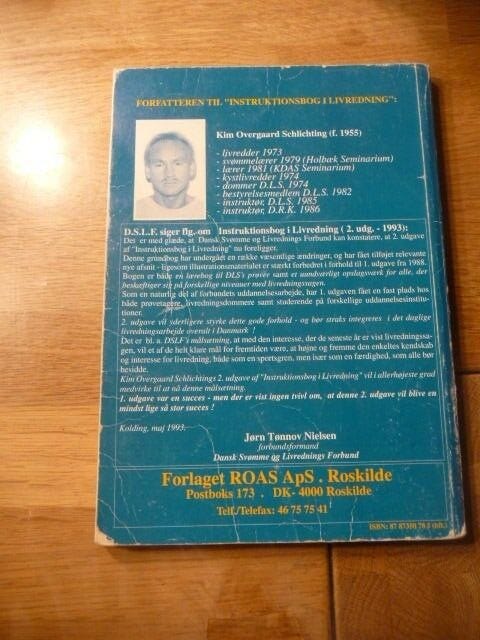 FORFATTEREN TIL "INSTRUKTIONSBOG I LIVREDNING":
Kim Overgaard Schlichting (f. 1955)
- livredder 1973
- svømmelærer 1979 (Holbæk Seminarium)
- lærer 1981 (KDAS Seminarium)
- kystlivredder 1974
- dommer D.L.S. 1974
- bestyrelsesmedlem D.L.S. 1982
- instruktør, D.L.S. 1985
- instruktør, D.R.K. 1986
D.S.L.F. siger flg. om Instruktionsbog i Livredning ( 2. udg. - 1993):
Det er med glæde, at Dansk Svømme og Livrednings Forbund kan konstatere, at 2. udgave
af "Instruktionsbog i Livredning" nu foreligger.
Denne grundbog har undergået en række væsenlige ændringer, og har fået tilføjet relevante
nye afsnit - ligesom illustrationsmaterialet er stærkt forbedret i forhold til 1. udgave fra 1988.
Bogen er både en lærebog til DLS's prøve samt et uundværligt opslagsværk for alle, der
beskæftiger sig på forskellige niveauer med livredningssagen.
Som en naturlig del af forbundets uddannelsesarbejde, har 1. udgaven fået en fast plads hos
både prøvetagere, livredningsdommere samt studerende på forskellige uddannelsesinstitu-
tioner.
2. udgave vil yderligere styrke dette gode forhold - og bør straks integreres i det daglige
livredningsarbejde overalt i Danmark !
Det er bl. a. DSLF's målsætning, at med den interesse, der de seneste år er vist livrednings-
gen, vil et af de helt klare mål for fremtiden være, at højne og fremme den enkeltes kendskab
og interesse for livredning, både som en sportsgren, men især som en færdighed, som alle bør
besidde.
Kim Overgaard Schlichtings 2. udgave af "Instruktionsbog i Livredning" vil i allerhøjeste grad
medvirke til at nå denne målsætning.
1. udgave var en succes - men der er vist ingen tvivl om, at denne 2. udgave vil blive en
mindst lige så stor succes !
Kolding, maj 1993.
Jørn Tønnov Nielsen
forbundsformand
Dansk Svømme og Livrednings Forbund
Forlaget ROAS ApS . Roskilde
Postboks 173 . DK- 4000 Roskilde
Telf./Telefax: 46 75 75 41
ISBN: 87